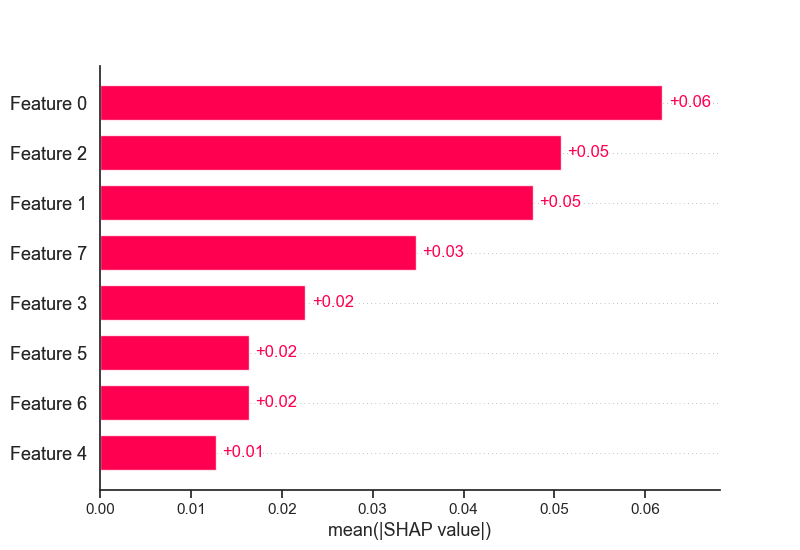 Feature 0 +0.06
Feature 2 +0.05
Feature 1 +0.05
Feature 7 +0.03
Feature 3 +0.02
Feature 5 +0.02
Feature 6 +0.02
Feature 4 +0.01
0.00 0.01 0.02 0.03 0.04 0.05 0.06
mean(|SHAP value|)